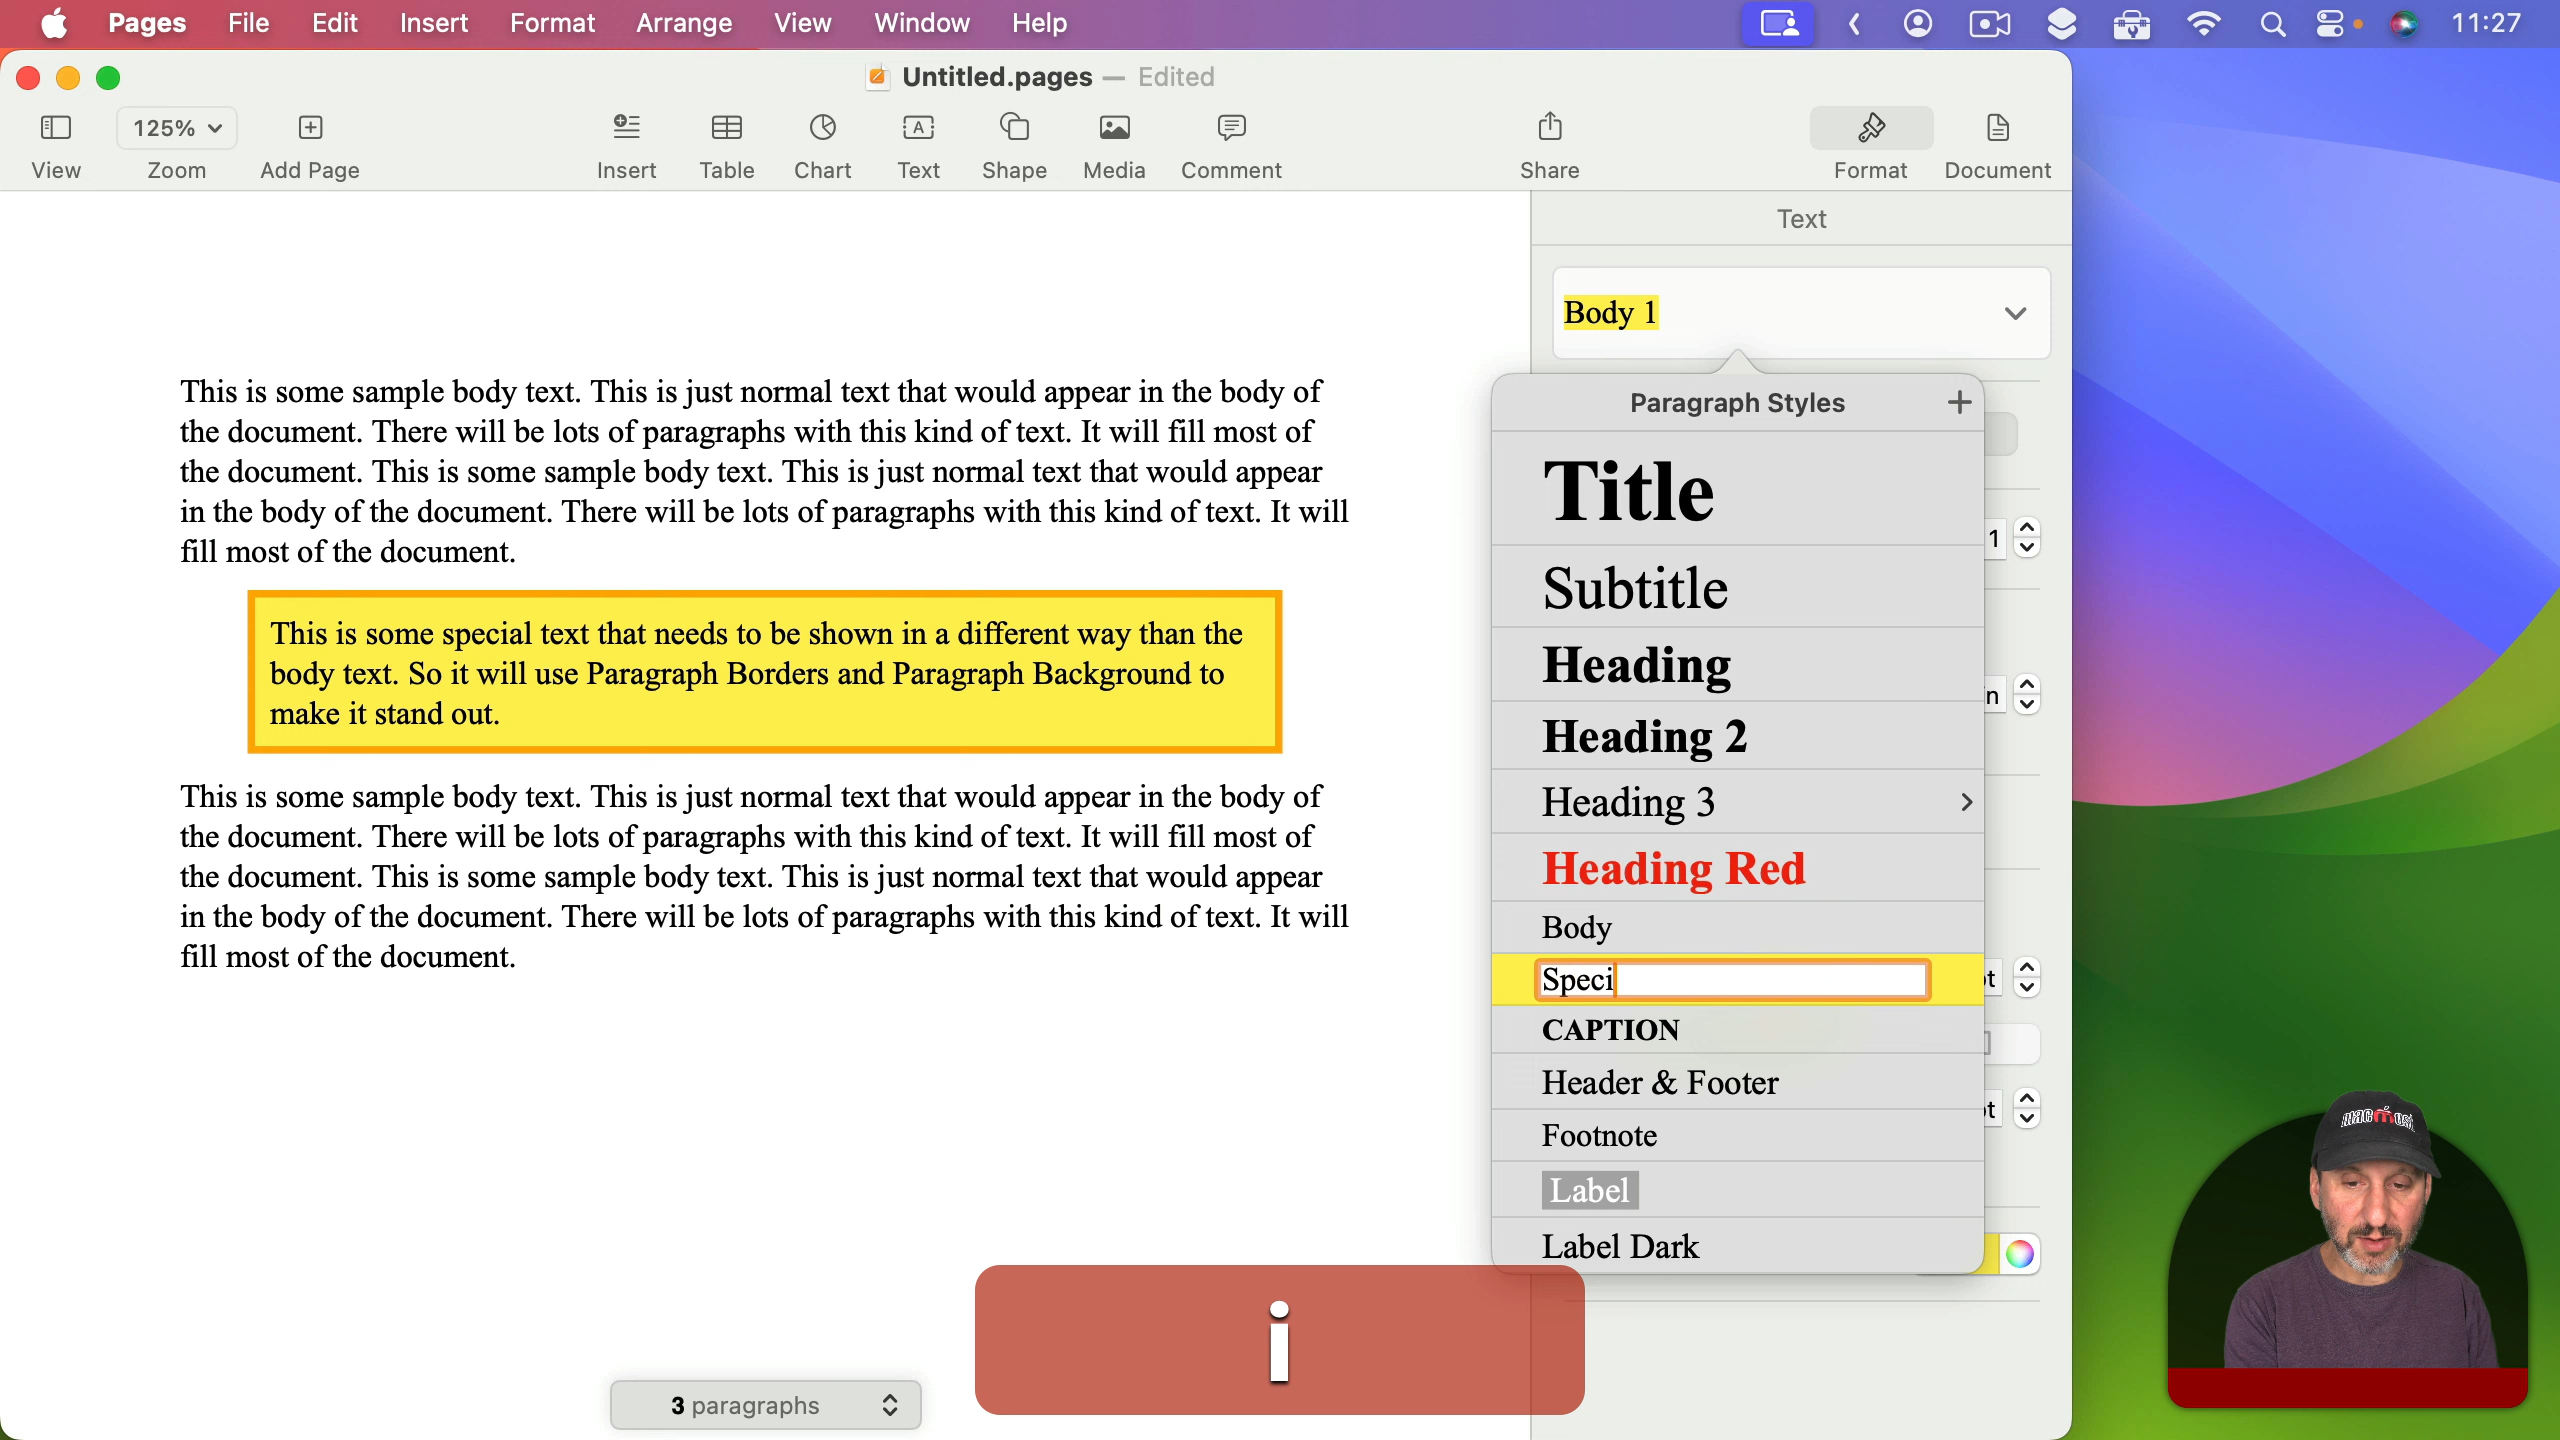 Pages File Edit Insert Format Arrange View Window Help 11:27
Untitled.pages — Edited
125%
View Zoom Add Page Insert Table Chart Text Shape Media Comment Share Format Document
Text
Body 1
This is some sample body text. This is just normal text that would appear in the body of
the document. There will be lots of paragraphs with this kind of text. It will fill most of
the document. This is some sample body text. This is just normal text that would appear
in the body of the document. There will be lots of paragraphs with this kind of text. It will
fill most of the document.
This is some special text that needs to be shown in a different way than the
body text. So it will use Paragraph Borders and Paragraph Background to
make it stand out.
This is some sample body text. This is just normal text that would appear in the body of
the document. There will be lots of paragraphs with this kind of text. It will fill most of
the document. This is some sample body text. This is just normal text that would appear
in the body of the document. There will be lots of paragraphs with this kind of text. It will
fill most of the document.
Paragraph Styles
Title
Subtitle
Heading
Heading 2
Heading 3
Heading Red
Body
Speci
CAPTION
Header & Footer
Footnote
Label
Label Dark
1
i
3 paragraphs
macmost